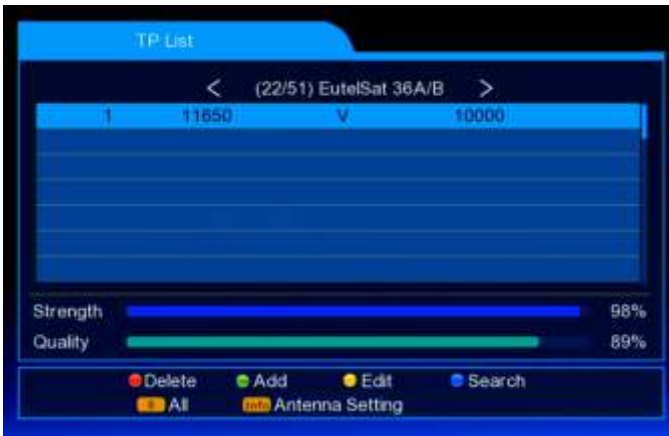 TP List
< (22/51) EutelSat 36A/B >
1 11650 V 10000
Strength 98%
Quality 89%
Delete Add Edit Search
All Antenna Setting